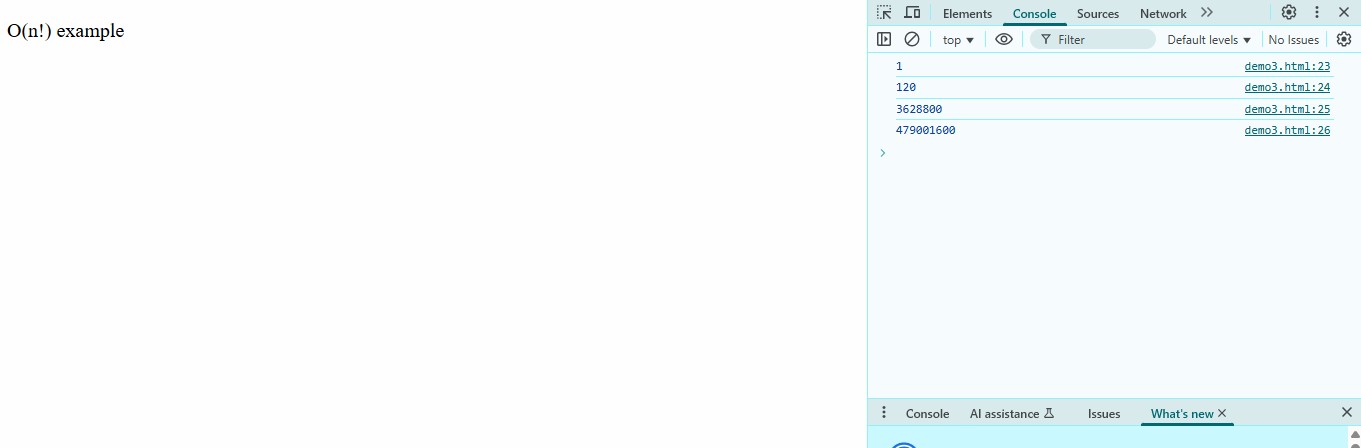 O(n!) example
Elements Console Sources Network
top Filter Default levels No Issues
1 demo3.html:23
120 demo3.html:24
3628800 demo3.html:25
479001600 demo3.html:26
Console AI assistance Issues What's new